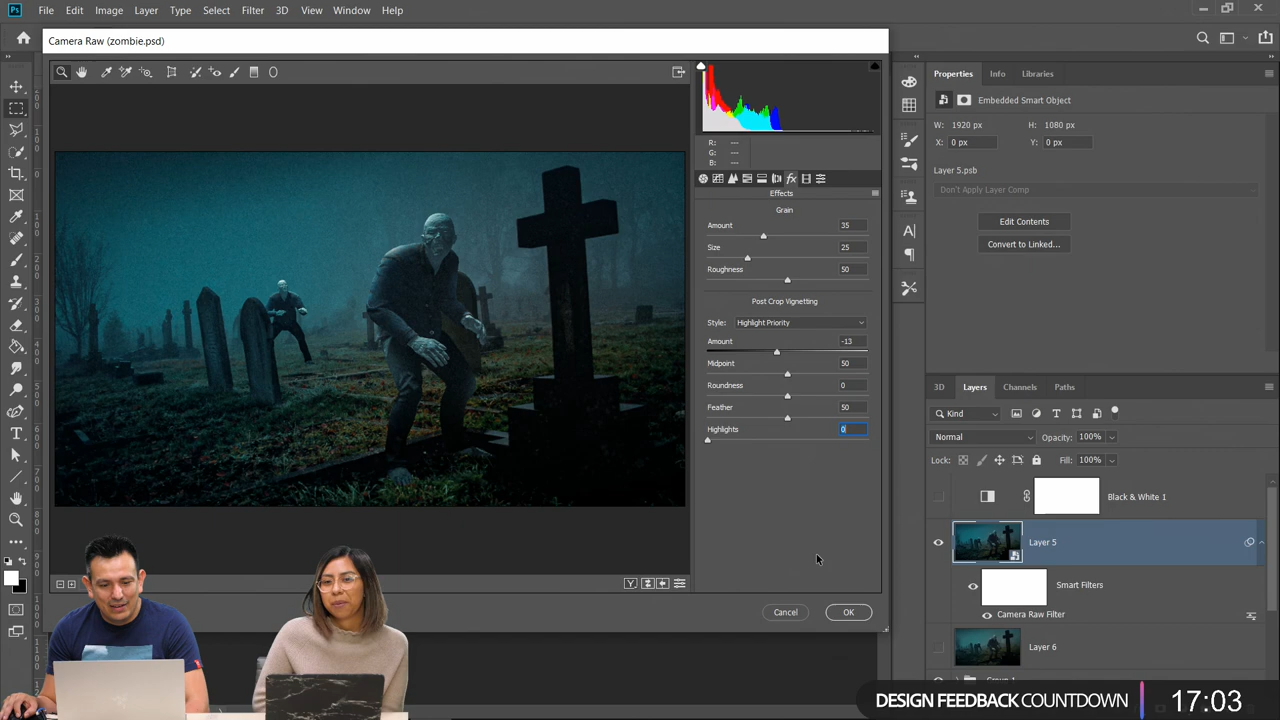 Ps File Edit Image Layer Type Select Filter 3D View Window Help
Camera Raw (zombie.psd)
R: ---
G: ---
B: ---
fx
Effects
Grain
Amount 35
Size 25
Roughness 50
Post Crop Vignetting
Style: Highlight Priority
Amount -13
Midpoint 50
Roundness 0
Feather 50
Highlights 0
Cancel OK
Properties Info Libraries
Embedded Smart Object
W: 1920 px H: 1080 px
X: 0 px Y: 0 px
Layer 5.psb
Don't Apply Layer Comp
Edit Contents
Convert to Linked...
3D Layers Channels Paths
Kind
Normal Opacity: 100%
Lock: Fill: 100%
Black & White 1
Layer 5
Smart Filters
Camera Raw Filter
Layer 6
DESIGN FEEDBACK COUNTDOWN 17:03